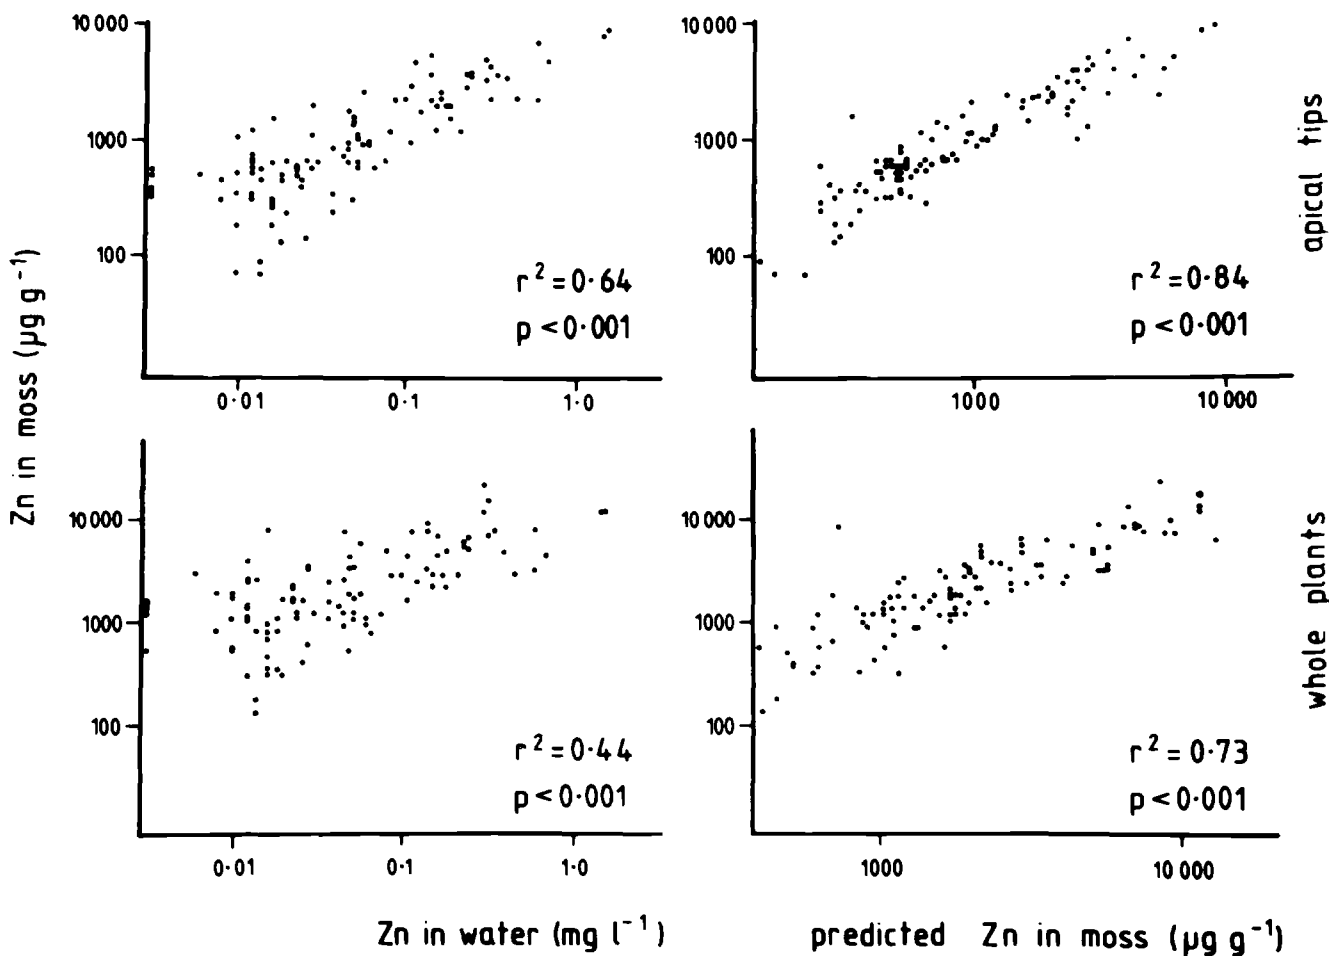 10 000
1000
100
r² = 0·64
p < 0·001
0·01
0·1
1·0
10 000
1000
100
r² = 0·84
p < 0·001
1000
10 000
apical tips
Zn in moss (µg g⁻¹)
10 000
1000
100
r² = 0·44
p < 0·001
0·01
0·1
1·0
Zn in water (mg l⁻¹)
10 000
1000
100
r² = 0·73
p < 0·001
1000
10 000
predicted Zn in moss (µg g⁻¹)
whole plants